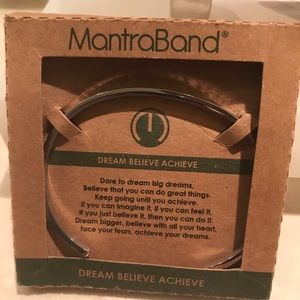 MantraBand®
DREAM BELIEVE ACHIEVE
Dare to dream big dreams,
Believe that you can do great things.
Keep going until you achieve.
if you can imagine it, if you can feel it,
if you just believe it, then you can do it.
Dream bigger, believe with all your heart,
face your fears. achieve your dreams.
DREAM BELIEVE ACHIEVE